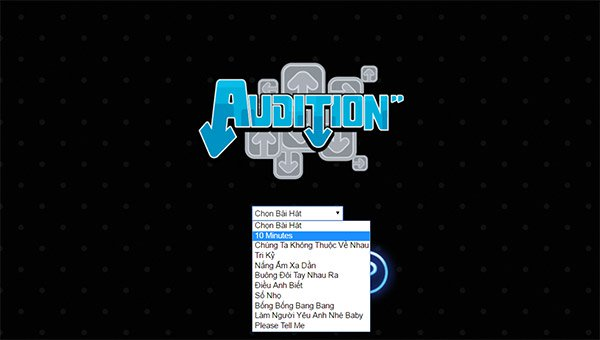 AUDITION
Chọn Bài Hát
Chọn Bài Hát
10 Minutes
Chúng Ta Không Thuộc Về Nhau
Tri Kỷ
Nắng Ấm Xa Dần
Buông Đôi Tay Nhau Ra
Điều Anh Biết
Số Nhọ
Bống Bống Bang Bang
Làm Người Yêu Anh Nhé Baby
Please Tell Me